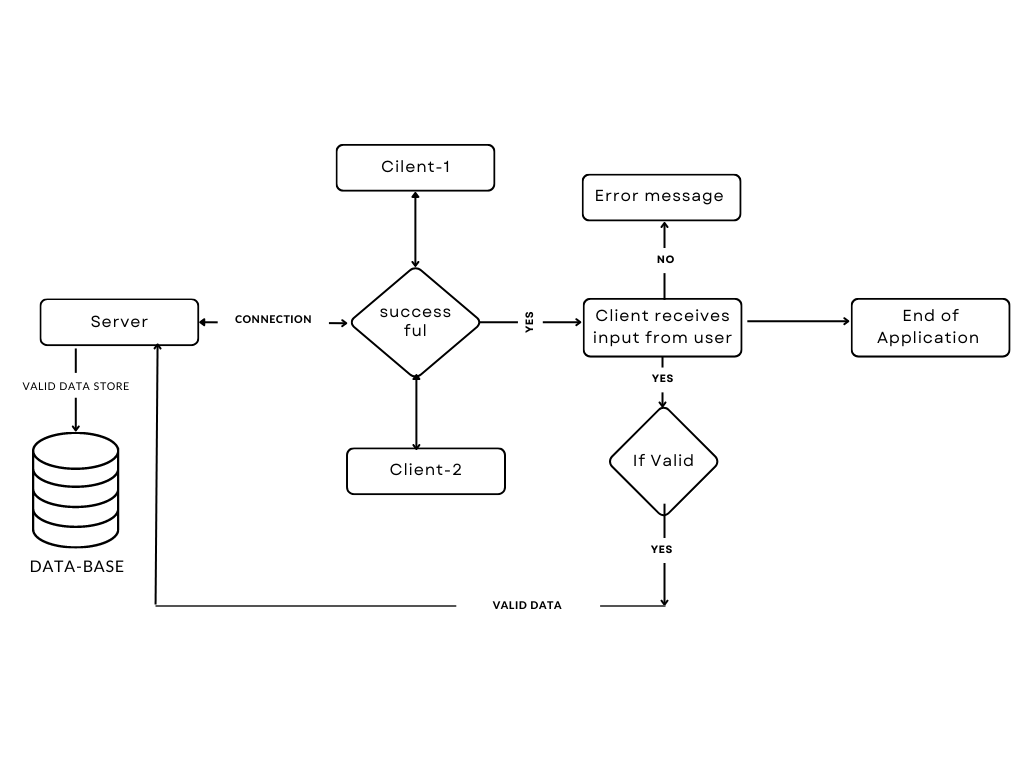 Cilent-1
Error message
NO
Server
CONNECTION
success
ful
YES
Client receives
input from user
End of
Application
VALID DATA STORE
YES
Client-2
If Valid
YES
DATA-BASE
VALID DATA